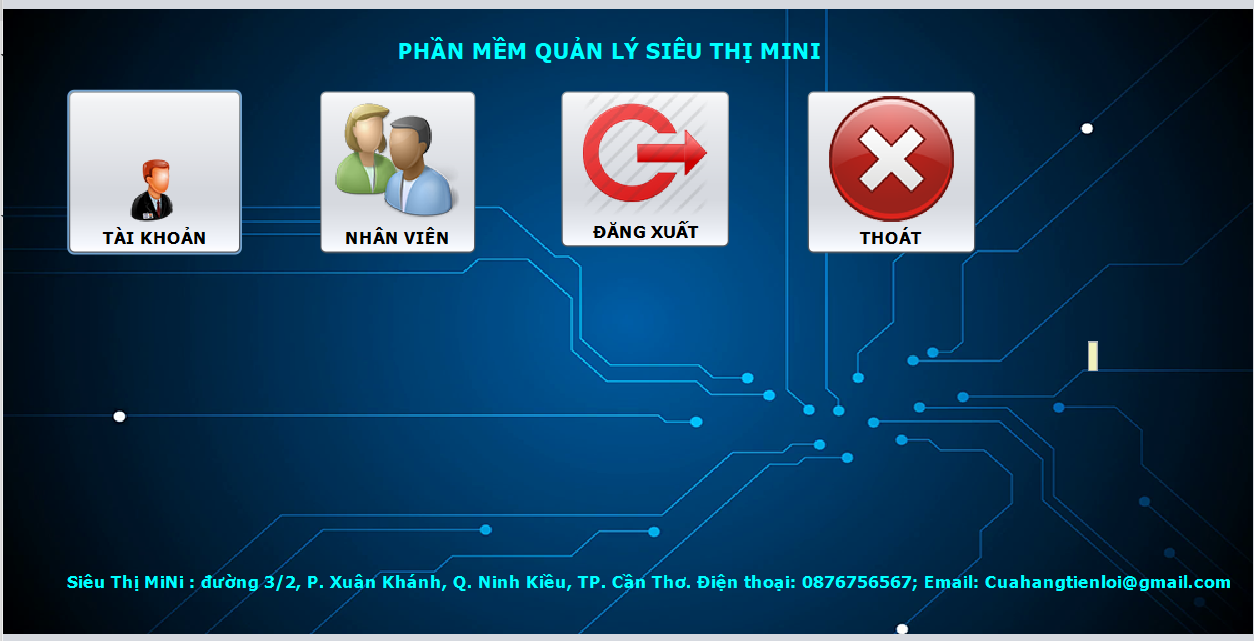 PHẦN MỀM QUẢN LÝ SIÊU THỊ MINI
TÀI KHOẢN
NHÂN VIÊN
ĐĂNG XUẤT
THOÁT
Siêu Thị MiNi : đường 3/2, P. Xuân Khánh, Q. Ninh Kiều, TP. Cần Thơ. Điện thoại: 0876756567; Email: Cuahangtienloi@gmail.com